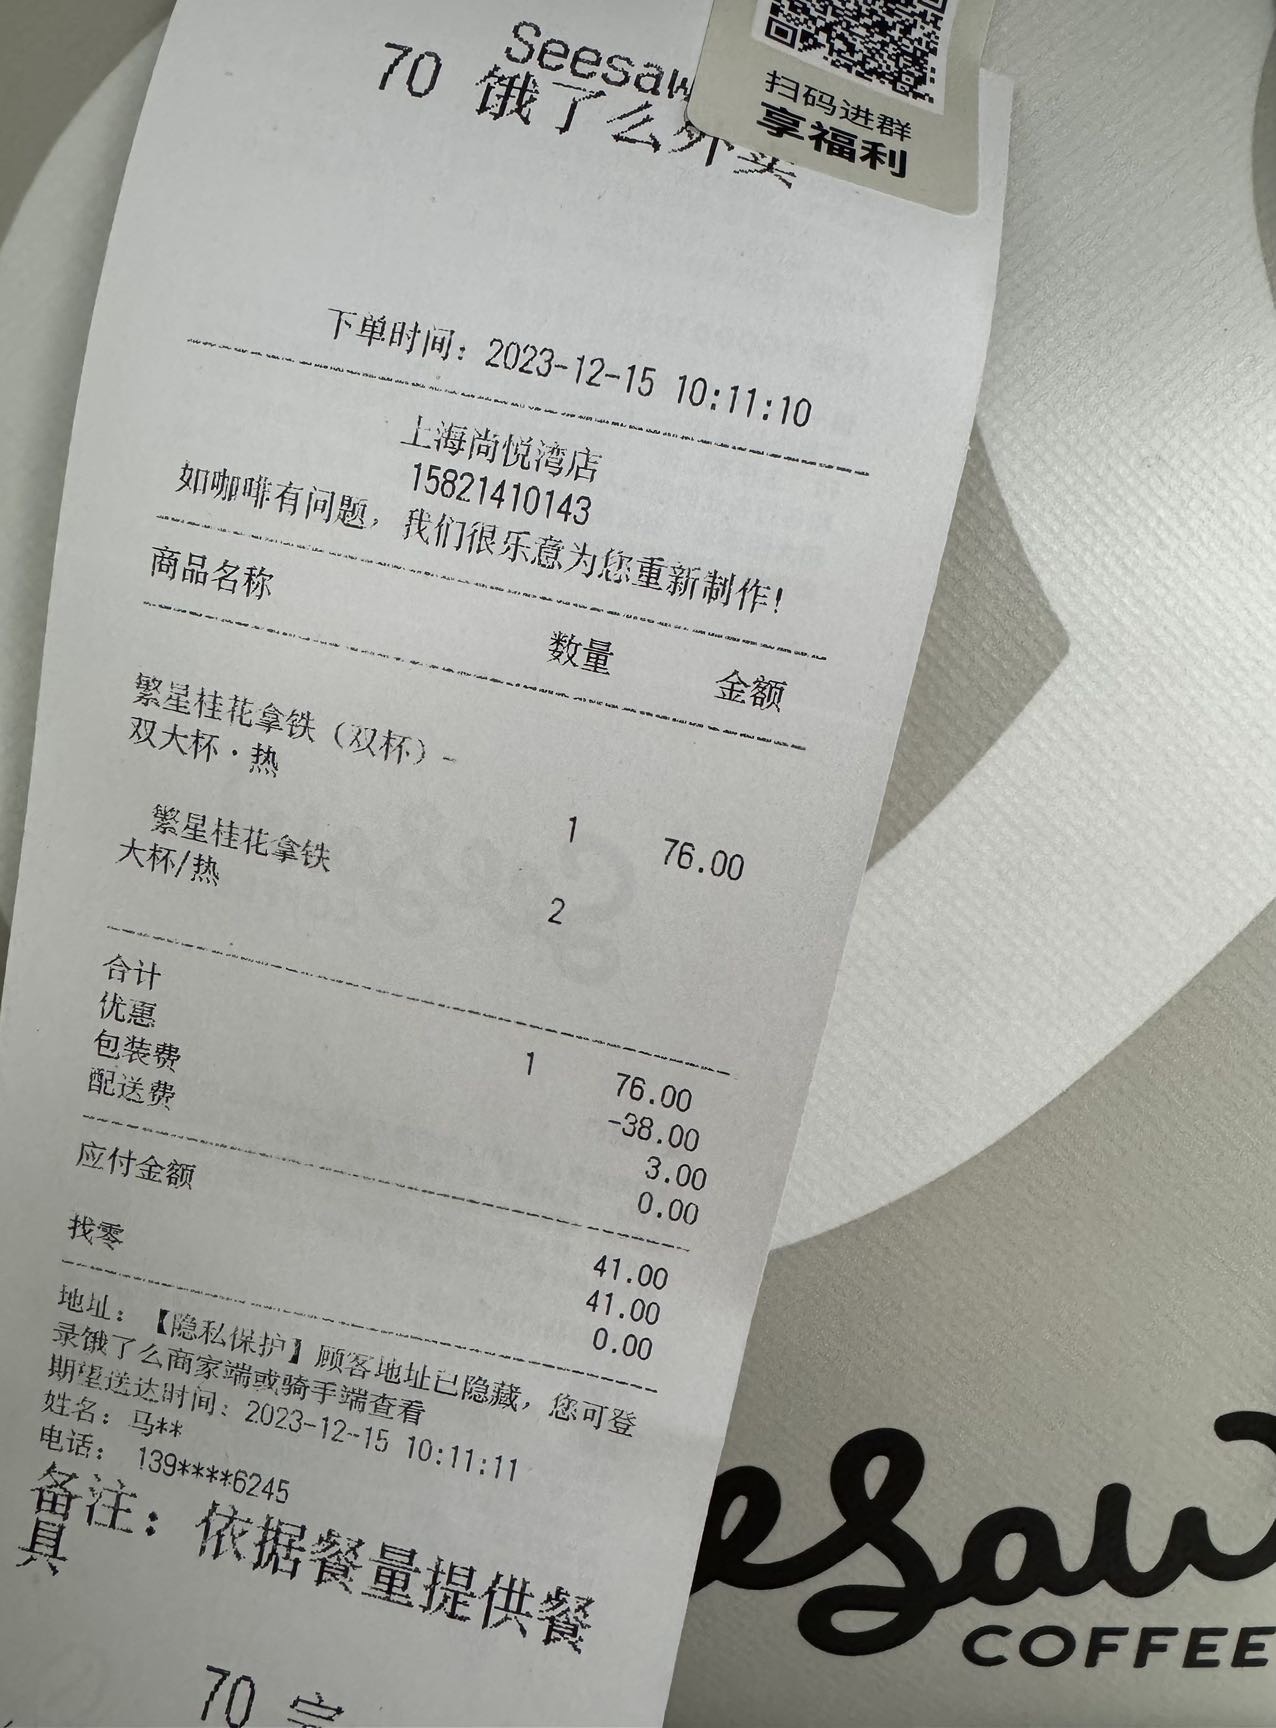 Seesaw
扫码进群
享福利
70 饿了么外卖
下单时间：2023-12-15 10:11:10
上海尚悦湾店
15821410143
如咖啡有问题，我们很乐意为您重新制作！
商品名称 数量 金额
繁星桂花拿铁（双杯）-
双大杯·热
1 76.00
繁星桂花拿铁
大杯/热
2
合计 1 76.00
优惠 -38.00
包装费 3.00
配送费 0.00
应付金额 41.00
41.00
找零 0.00
地址：【隐私保护】顾客地址已隐藏，您可登
录饿了么商家端或骑手端查看
期望送达时间：2023-12-15 10:11:11
姓名：马**
电话：139****6245
备注：依据餐量提供餐
具
70
eSaw
COFFEE